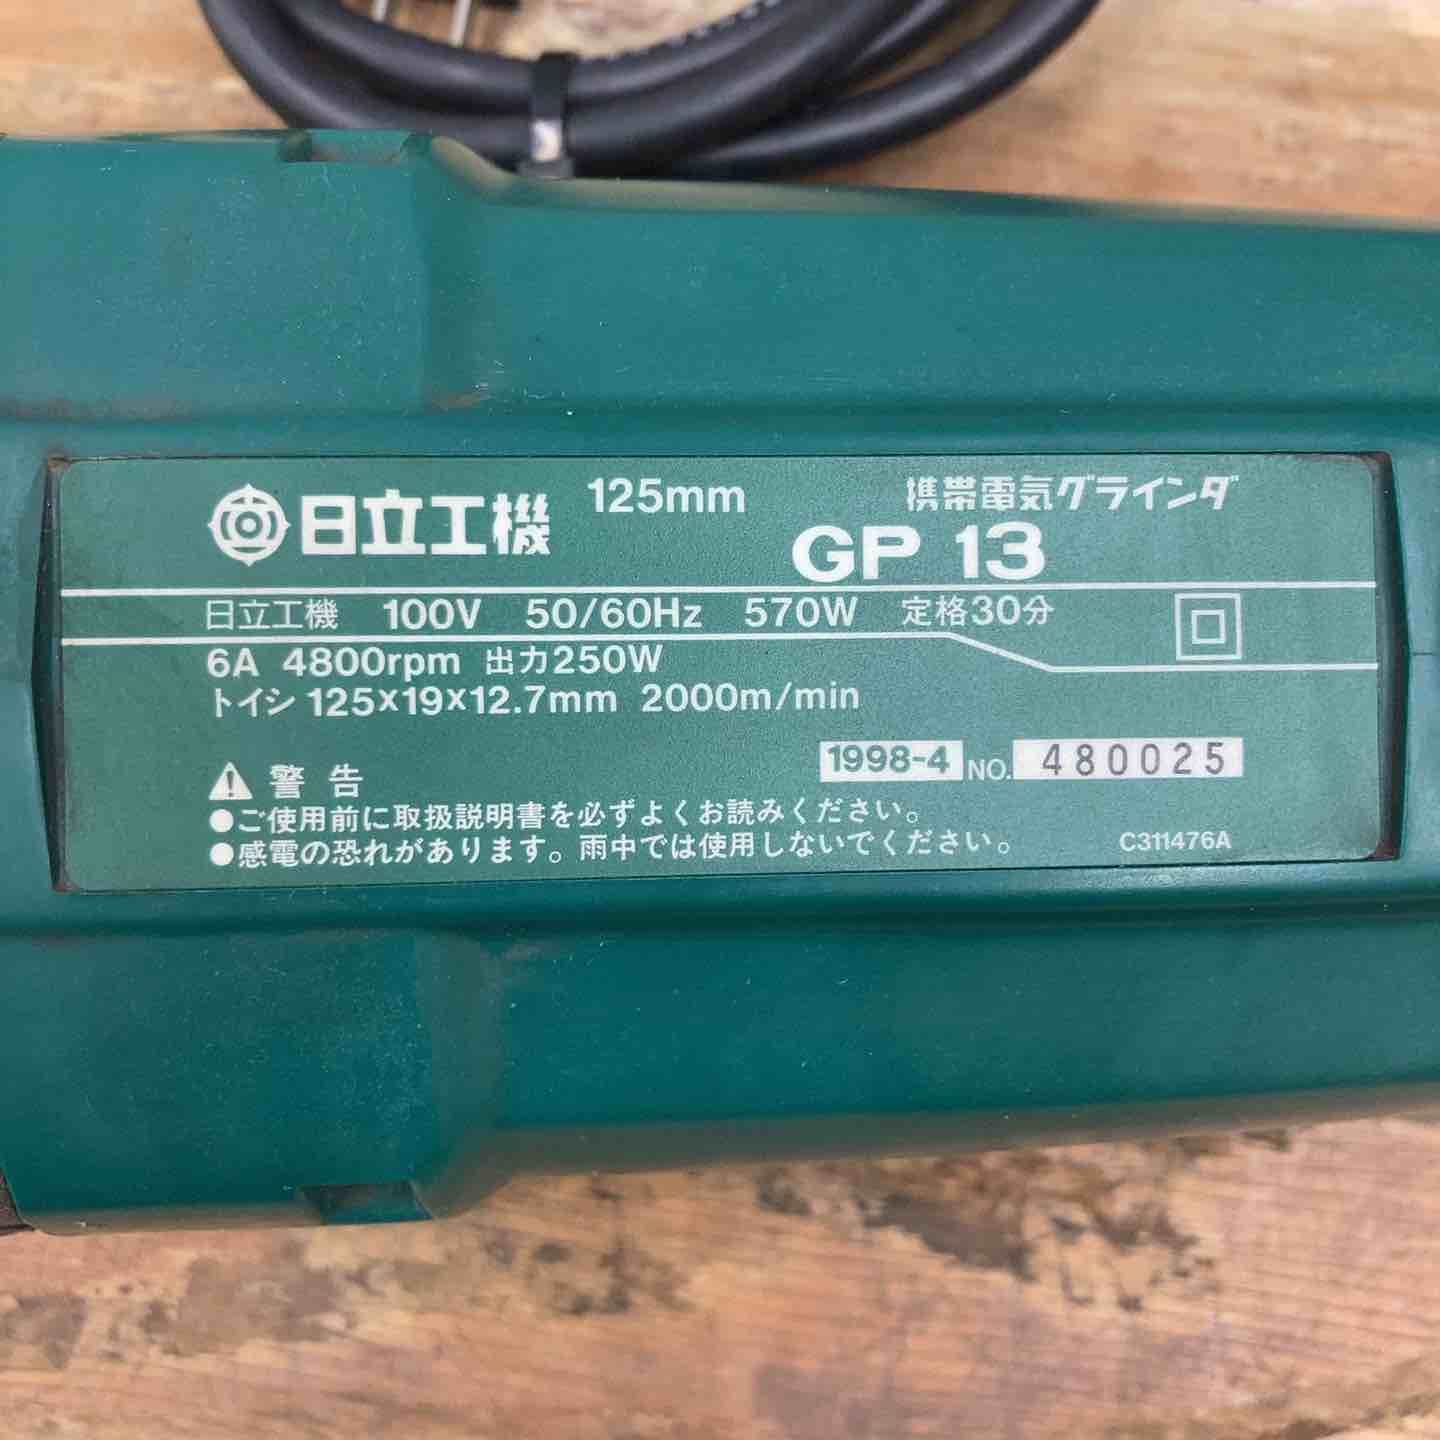 日立工機 125mm 携帯電気グラインダ
GP 13
日立工機 100V 50/60Hz 570W 定格30分
6A 4800rpm 出力250W
トイシ 125×19×12.7mm 2000m/min
1998-4 NO. 480025
警告
●ご使用前に取扱説明書を必ずよくお読みください。
●感電の恐れがあります。雨中では使用しないでください。 C311476A